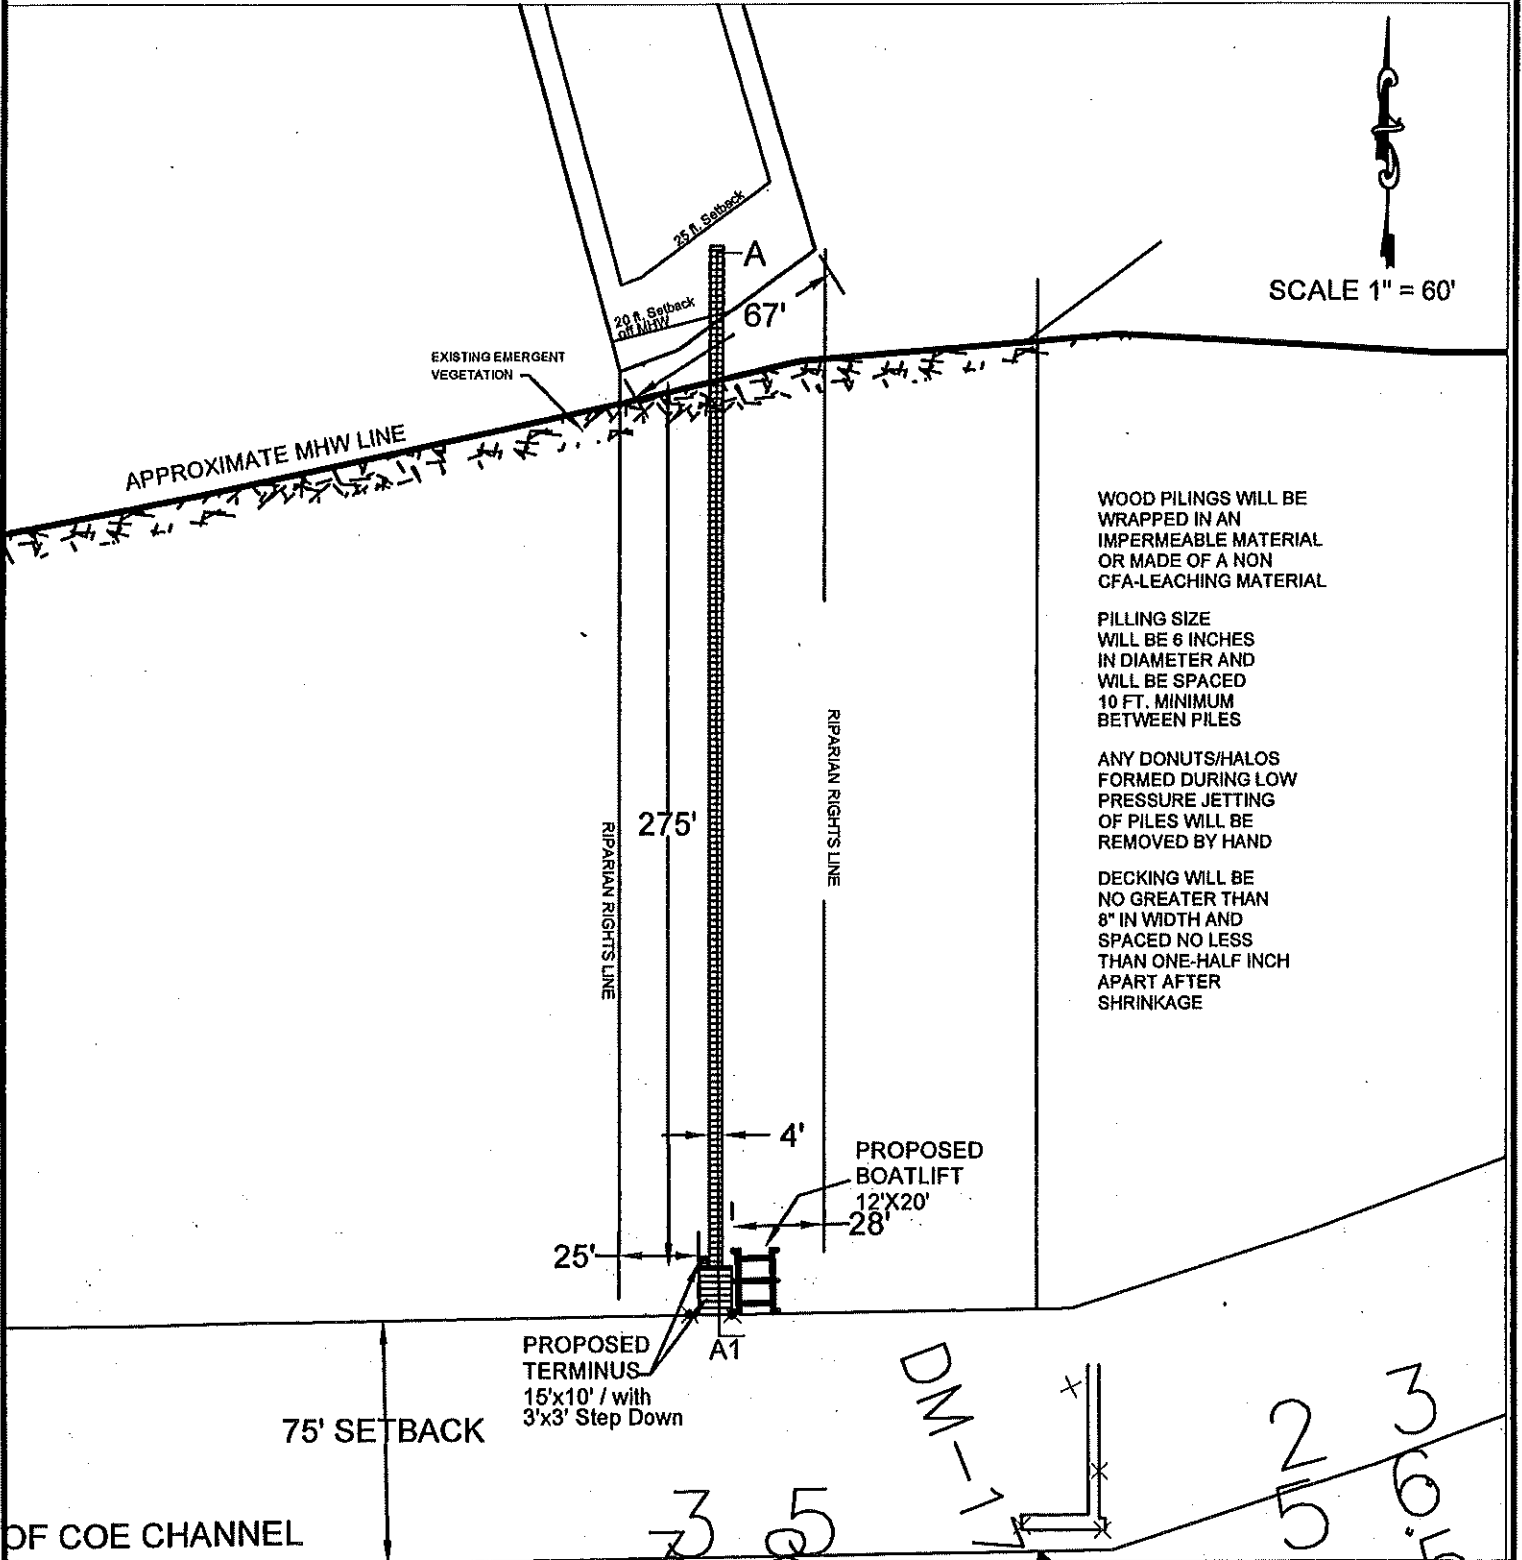 25 ft. Setback
A
SCALE 1" = 60'
20 ft. Setback
off MHW
67'
EXISTING EMERGENT
VEGETATION
APPROXIMATE MHW LINE
WOOD PILINGS WILL BE
WRAPPED IN AN
IMPERMEABLE MATERIAL
OR MADE OF A NON
CFA-LEACHING MATERIAL
PILLING SIZE
WILL BE 6 INCHES
IN DIAMETER AND
WILL BE SPACED
10 FT. MINIMUM
BETWEEN PILES
ANY DONUTS/HALOS
FORMED DURING LOW
PRESSURE JETTING
OF PILES WILL BE
REMOVED BY HAND
DECKING WILL BE
NO GREATER THAN
8" IN WIDTH AND
SPACED NO LESS
THAN ONE-HALF INCH
APART AFTER
SHRINKAGE
RIPARIAN RIGHTS LINE
275'
RIPARIAN RIGHTS LINE
4'
PROPOSED
BOATLIFT
12'X20'
28'
25'
PROPOSED
TERMINUS
15'x10' / with
3'x3' Step Down
A1
75' SETBACK
DM-1
2 3
5 6
3 5
OF COE CHANNEL